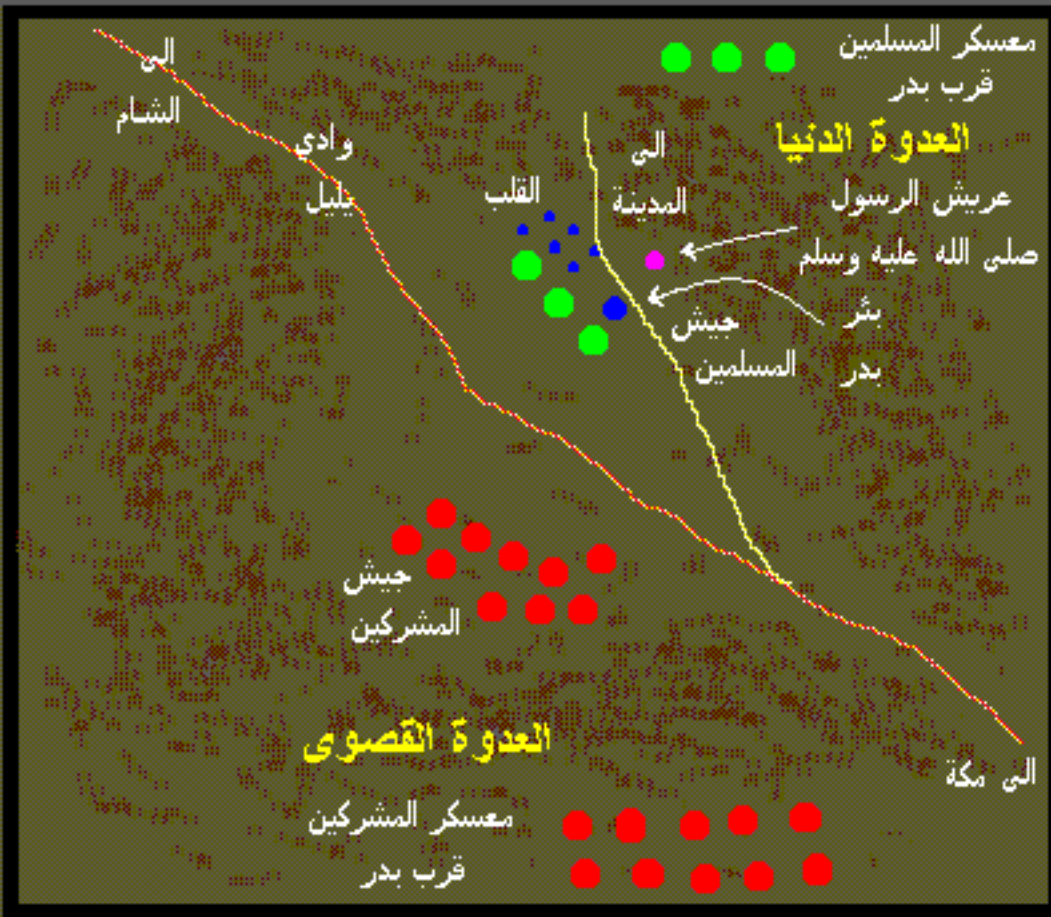 معسكر المسلمين
قرب بدر
العدوة الدنيا
الى
الشام
وادي
يليل
القلب
الى
المدينة
عريش الرسول
صلى الله عليه وسلم
بئر
بدر
جيش
المسلمين
جيش
المشركين
العدوة القصوى
الى مكة
معسكر المشركين
قرب بدر